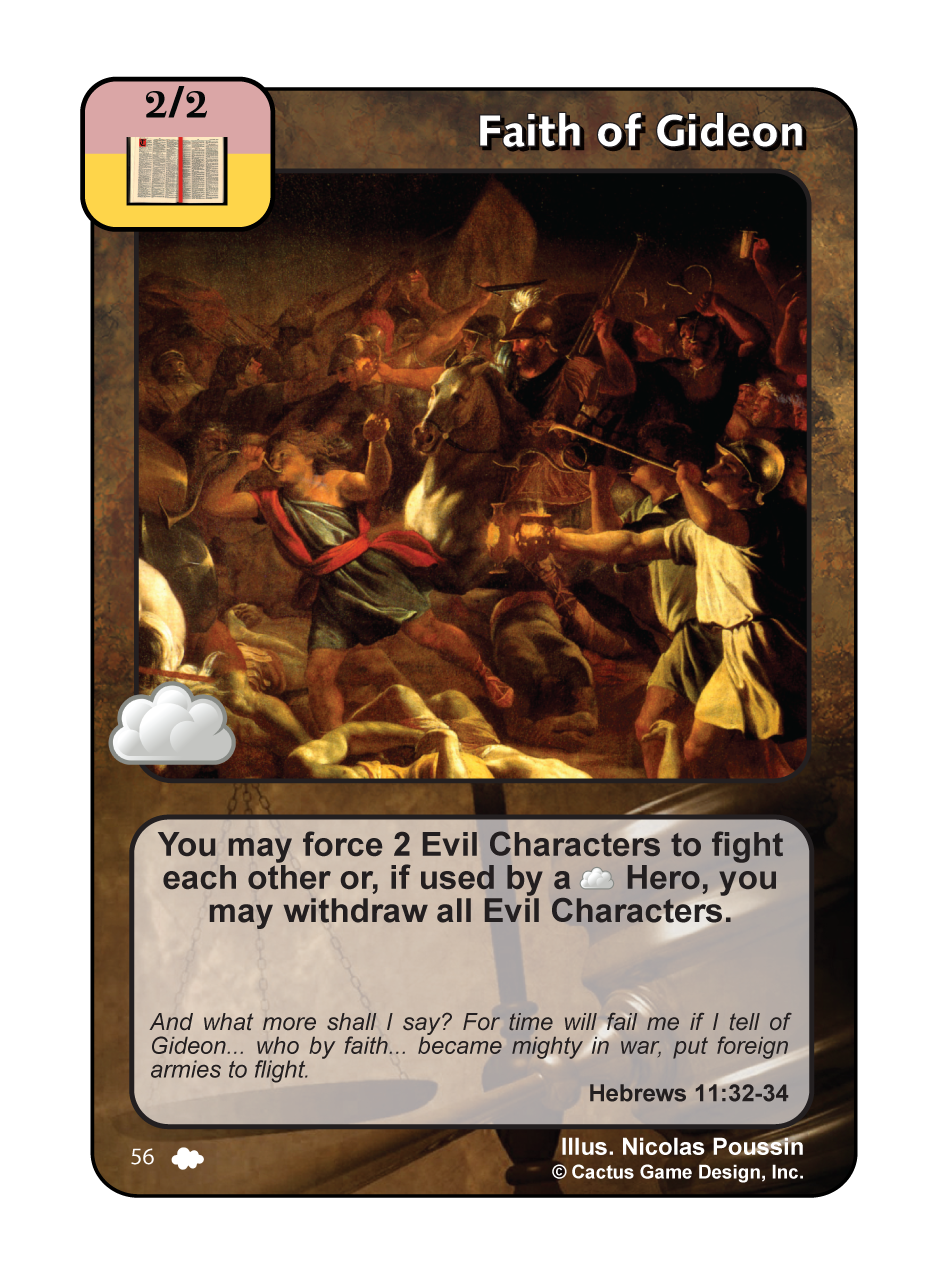 2/2
Faith of Gideon
You may force 2 Evil Characters to fight
each other or, if used by a Hero, you
may withdraw all Evil Characters.
And what more shall I say? For time will fail me if I tell of
Gideon... who by faith... became mighty in war, put foreign
armies to flight.
Hebrews 11:32-34
56
Illus. Nicolas Poussin
© Cactus Game Design, Inc.